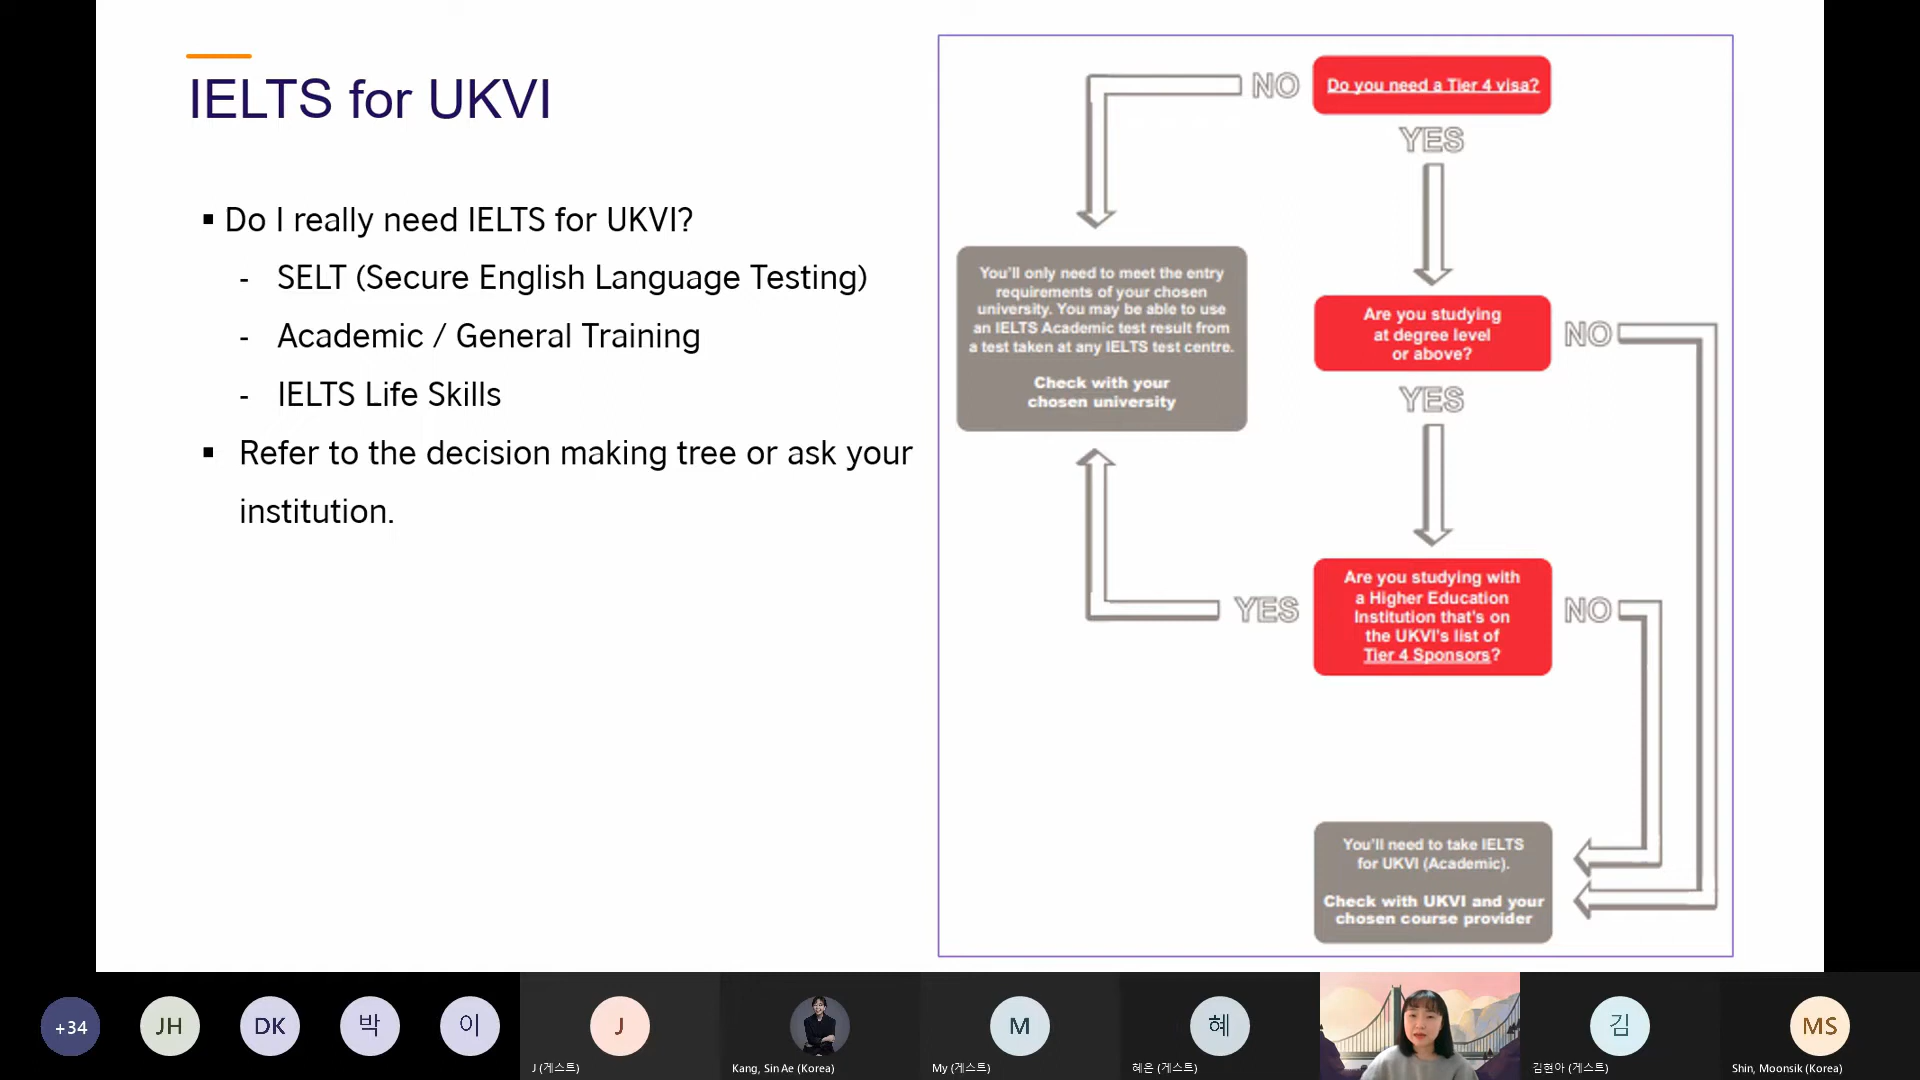 IELTS for UKVI
▪ Do I really need IELTS for UKVI?
- SELT (Secure English Language Testing)
- Academic / General Training
- IELTS Life Skills
▪ Refer to the decision making tree or ask your
institution.
Do you need a Tier 4 visa?
NO
YES
You'll only need to meet the entry
requirements of your chosen
university. You may be able to use
an IELTS Academic test result from
a test taken at any IELTS test centre.
Check with your
chosen university
Are you studying
at degree level
or above?
NO
YES
Are you studying with
a Higher Education
Institution that's on
the UKVI's list of
Tier 4 Sponsors?
YES
NO
You'll need to take IELTS
for UKVI (Academic).
Check with UKVI and your
chosen course provider
+34
JH
DK
박
이
J
J (게스트)
Kang, Sin Ae (Korea)
M
My (게스트)
혜
혜은 (게스트)
김
김현아 (게스트)
MS
Shin, Moonsik (Korea)